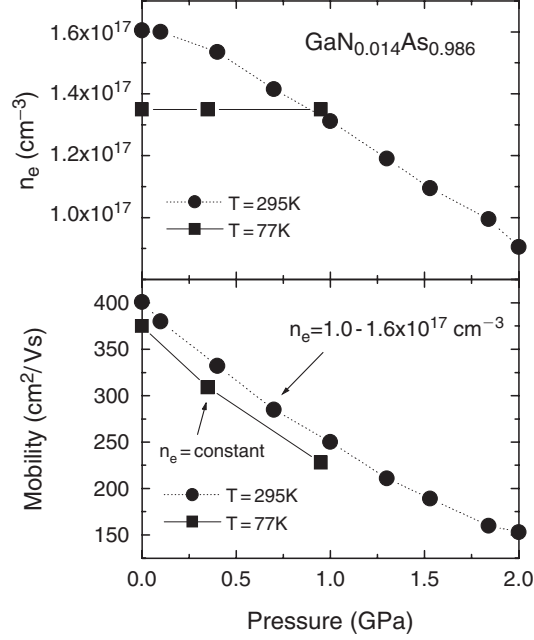 GaN0.014As0.986
1.6x10^17
1.4x10^17
1.2x10^17
1.0x10^17
n_e (cm^−3)
T=295K
T=77K
400
350
300
250
200
150
Mobility (cm^2/Vs)
n_e=1.0-1.6x10^17 cm^−3
n_e=constant
T=295K
T=77K
0.0 0.5 1.0 1.5 2.0
Pressure (GPa)